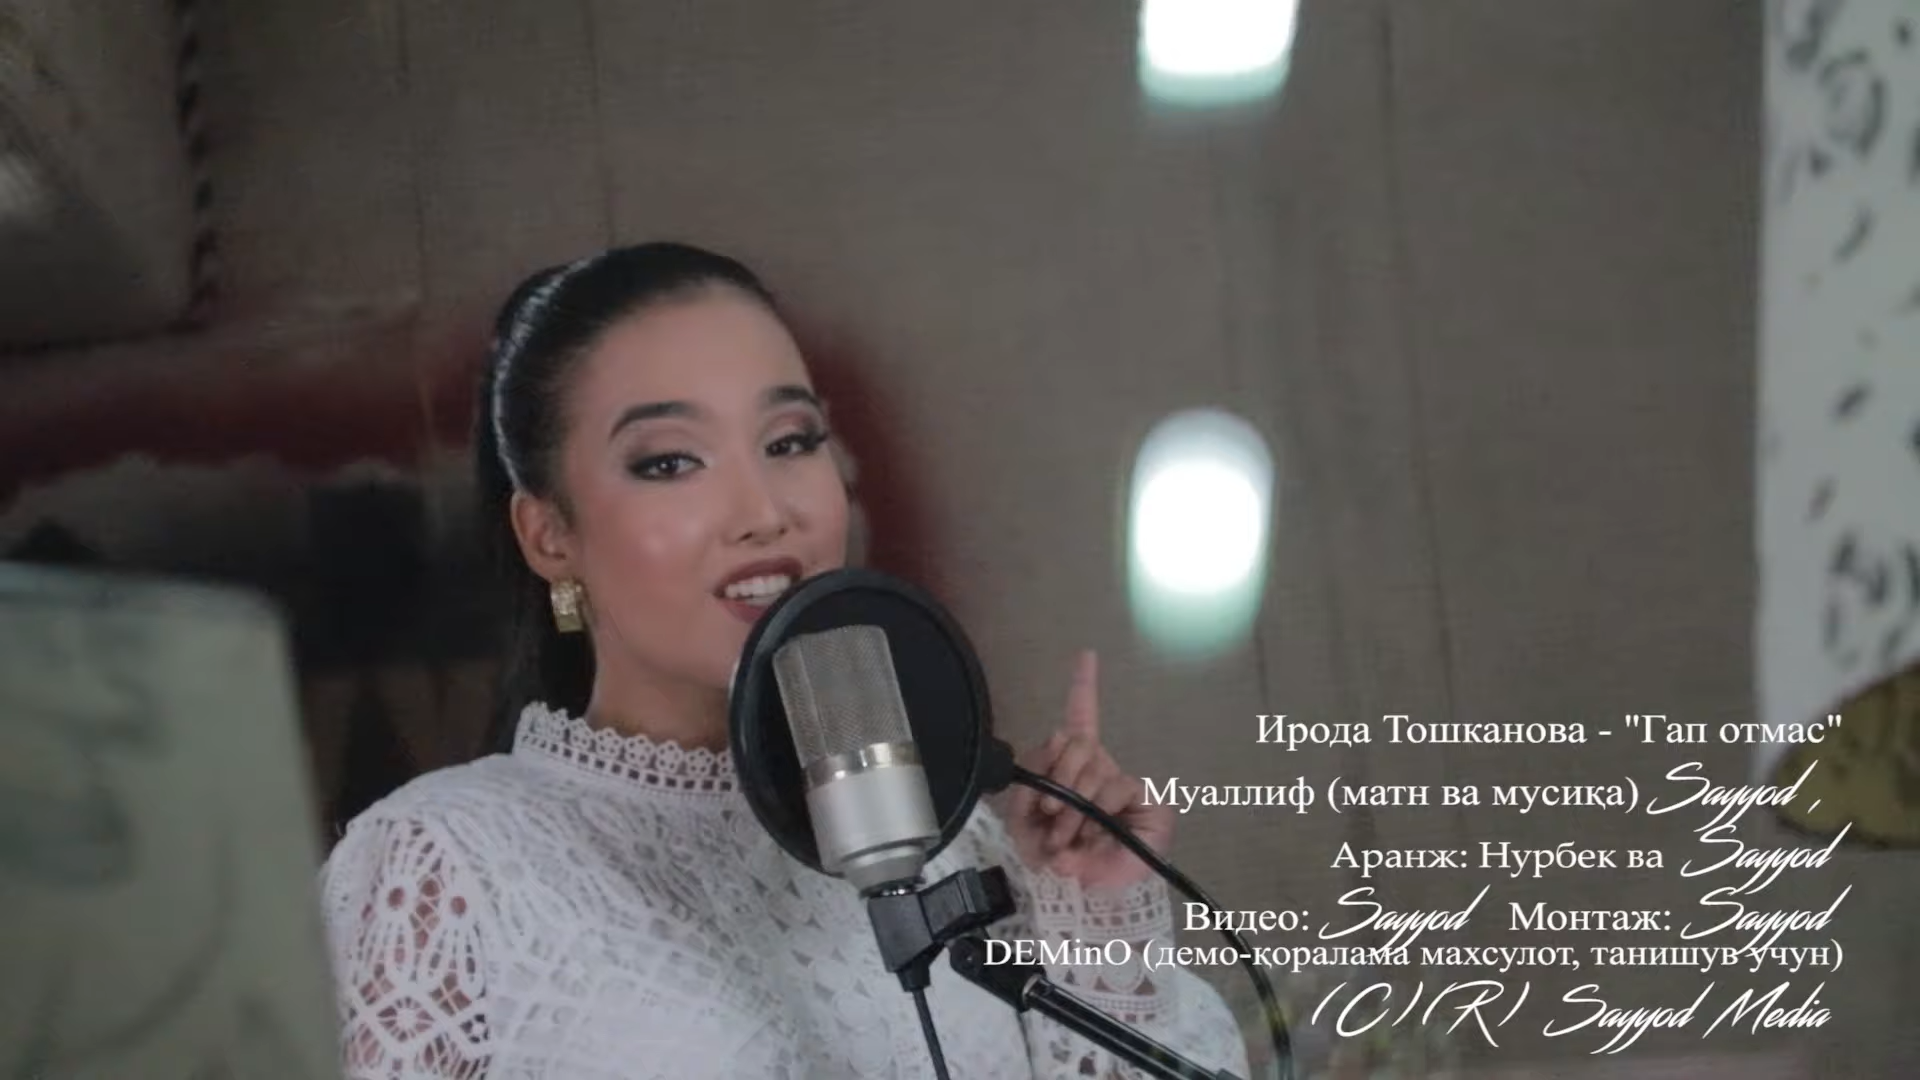 Ирода Тошканова - "Гап отмас"
Муаллиф (матн ва мусиқа) Sayyod ,
Аранж: Нурбек ва Sayyod
Видео: Sayyod Монтаж: Sayyod
DEMinO (демо-қоралама махсулот, танишув учун)
(C)(R) Sayyod Media